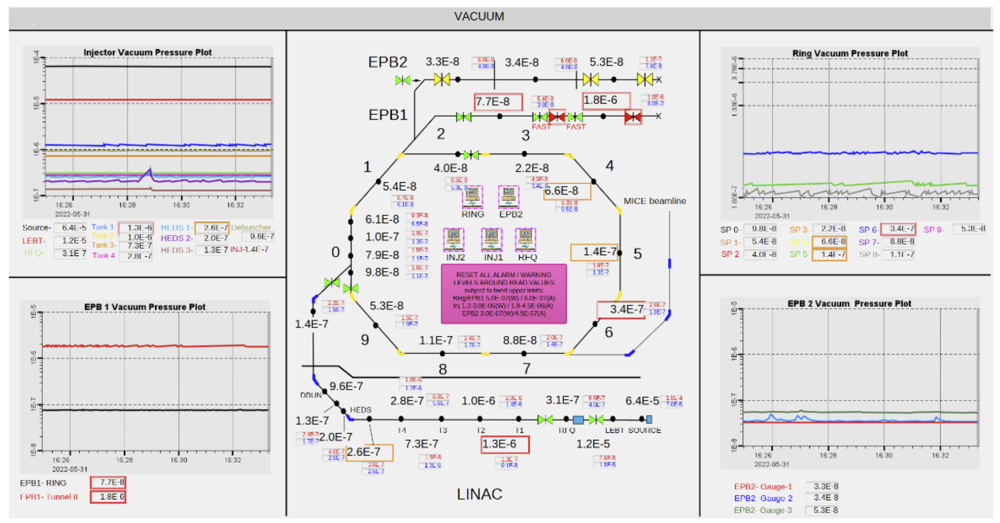 VACUUM
Injector Vacuum Pressure Plot
1E-4
1E-5
1E-6
1E-7
16:26 16:28 16:30 16:32
2022-05-31
Source- 6.4E-5 Tank 1- 1.3E-6 HEDS 1- 2.6E-7 Debuncher
LEBT- 1.2E-5 Tank 2- 1.0E-6 HEDS 2- 2.0E-7 9.6E-7
RFQ- 3.1E-7 Tank 3- 7.3E-7 HEDS 3- 1.3E-7 INJ-1.4E-7
Tank 4 2.8E-7
EPB 1 Vacuum Pressure Plot
1E-5
1E-6
1E-7
1E-8
16:26 16:28 16:30 16:32
2022-05-31
EPB1- RING 7.7E-8
EPB1- Tunnel 8 1.8E-6
EPB2 3.3E-8 6.8E-8 3.4E-8 6.6E-8 5.3E-8 1.1E-7
4.8E-8 4.6E-8 7.4E-8
X
7.7E-8 5.4E-8 1.8E-6 1.0E-6
3.8E-8 8.0E-7
EPB1 X
FAST FAST
2 3
1 4
4.0E-8 2.2E-8
8.5E-8 4.9E-8
5.9E-8 3.4E-8
5.4E-8 6.6E-8
8.7E-8 9.3E-8
6.1E-8 6.5E-8
MICE beamline
RING EPB2
6.1E-8 9.3E-8
6.5E-8
1.0E-7 1.9E-7
1.3E-7
0 7.9E-8 1.5E-7
1.1E-7
INJ2 INJ1 RFQ
1.4E-7 5
1.9E-7
1.3E-7
9.8E-8 1.6E-7
1.1E-7
RESET ALL ALARM / WARNING
LEVELS AROUND READ VALUES
subject to fixed upper limits:
Ring/EPB1 5.0E-07(W) / 6.0E-07(A)
Inj 1.2-3.0E-06(W) / 1.8-4.5E-06(A)
EPB2 3.0E-07(W)/4.5E-07(A)
2.2E-7
1.5E-7
5.3E-8
1.5E-7
1.0E-7
3.4E-7 2.6E-7
1.8E-7
1.4E-7
6
9 1.1E-7 2.4E-7 8.8E-8 2.0E-7
1.7E-7 1.4E-7
8 7
9.6E-7 1.8E-6
1.2E-6
DBUN
2.8E-7 8.0E-7 1.0E-6 2.0E-6 3.1E-7 6.6E-7 6.4E-5 1.0E-4
5.6E-7 1.4E-6 4.6E-7 7.0E-5
HEDS
1.3E-7 T4 T3 T2 T1 RFQ LEBT SOURCE
2.4E-7
1.7E-7
2.0E-7 7.3E-7 1.3E-6 1.2E-5
4.0E-7
2.8E-7
2.6E-7 1.3E-7 2.6E-5
9.1E-8 1.8E-5
3.6E-7
2.5E-7
LINAC
Ring Vacuum Pressure Plot
3.78E-6
1.33E-6
1.00E-7
16:26 16:28 16:30 16:32
2022-05-31
SP 0- 9.8E-8 SP 3- 2.2E-8 SP 6- 3.4E-7 SP 9- 5.3E-8
SP 1- 5.4E-8 SP 4- 6.6E-8 SP 7- 8.8E-8
SP 2 4.0E-8 SP 5 1.4E-7 SP 8- 1.1E-7
EPB 2 Vacuum Pressure Plot
1E-5
1E-6
1E-7
1E-8
16:26 16:28 16:30 16:32
2022-05-31
EPB2- Gauge-1 3.3E-8
EPB2 Gauge 2 3.4E 8
EPB2- Gauge-3 5.3E-8